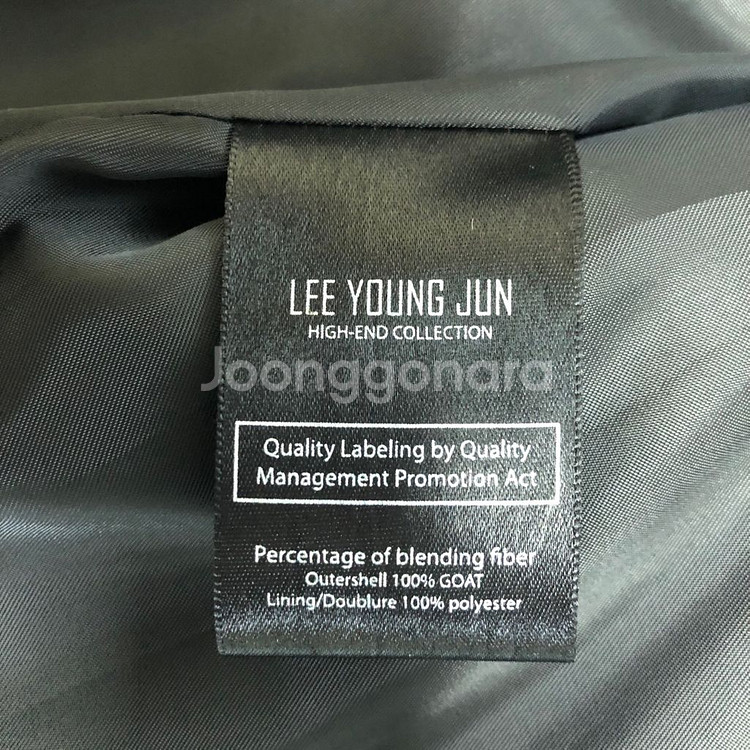 LEE YOUNG JUN
HIGH-END COLLECTION
Joonggonara
Quality Labeling by Quality
Management Promotion Act
Percentage of blending fiber
Outershell 100% GOAT
Lining/Doublure 100% polyester